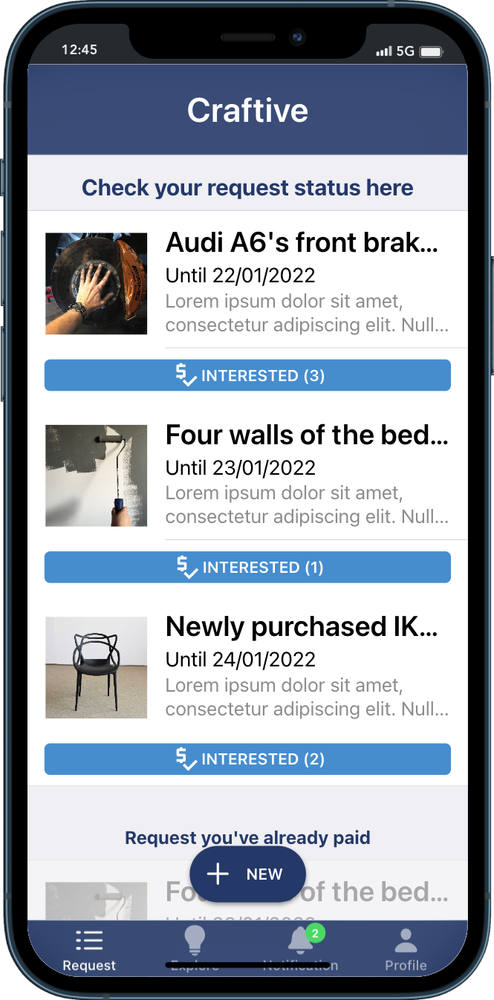 12:45
5G
Craftive
Check your request status here
Audi A6's front brak...
Until 22/01/2022
Lorem ipsum dolor sit amet,
consectetur adipiscing elit. Null...
INTERESTED (3)
Four walls of the bed...
Until 23/01/2022
Lorem ipsum dolor sit amet,
consectetur adipiscing elit. Null...
INTERESTED (1)
Newly purchased IK...
Until 24/01/2022
Lorem ipsum dolor sit amet,
consectetur adipiscing elit. Null...
INTERESTED (2)
Request you've already paid
of the bed...
NEW
2
Request
Explore
Notification
Profile